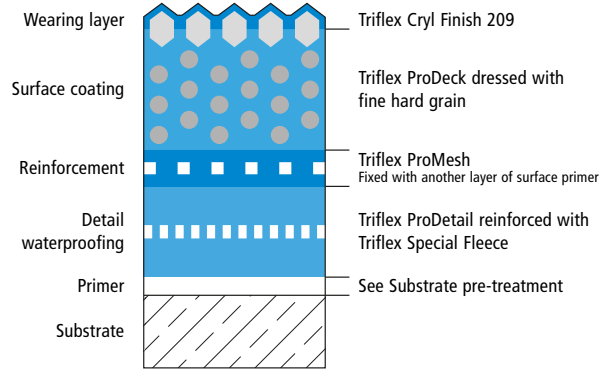 Wearing layer
Triflex Cryl Finish 209
Surface coating
Triflex ProDeck dressed with
fine hard grain
Reinforcement
Triflex ProMesh
Fixed with another layer of surface primer
Detail
waterproofing
Triflex ProDetail reinforced with
Triflex Special Fleece
Primer
See Substrate pre-treatment
Substrate